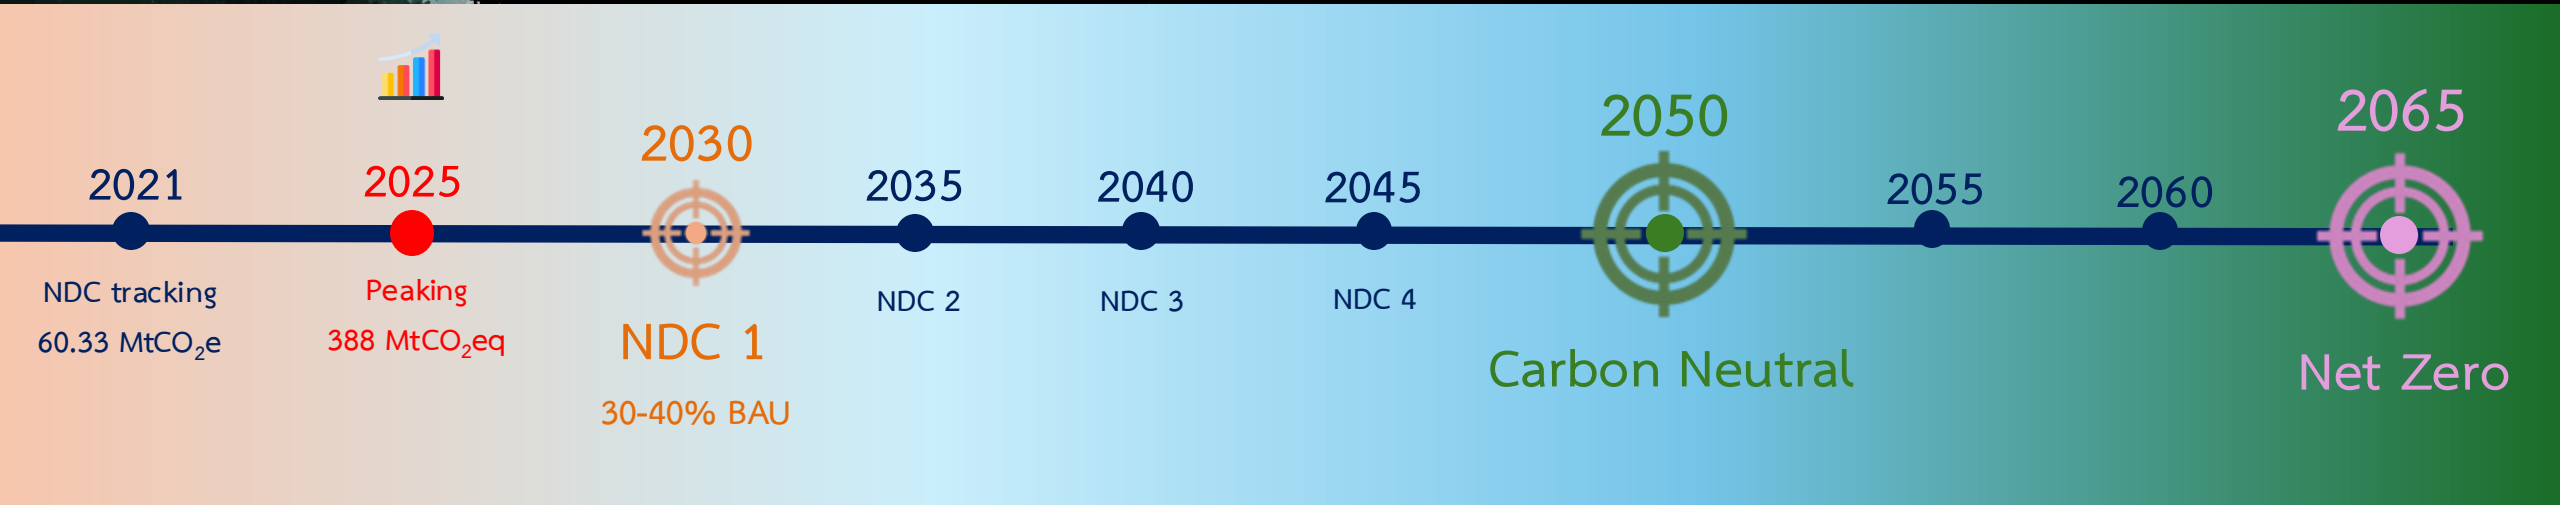 2021
NDC tracking
60.33 MtCO₂e
2025
Peaking
388 MtCO₂eq
2030
NDC 1
30-40% BAU
2035
NDC 2
2040
NDC 3
2045
NDC 4
2050
Carbon Neutral
2055
2060
2065
Net Zero